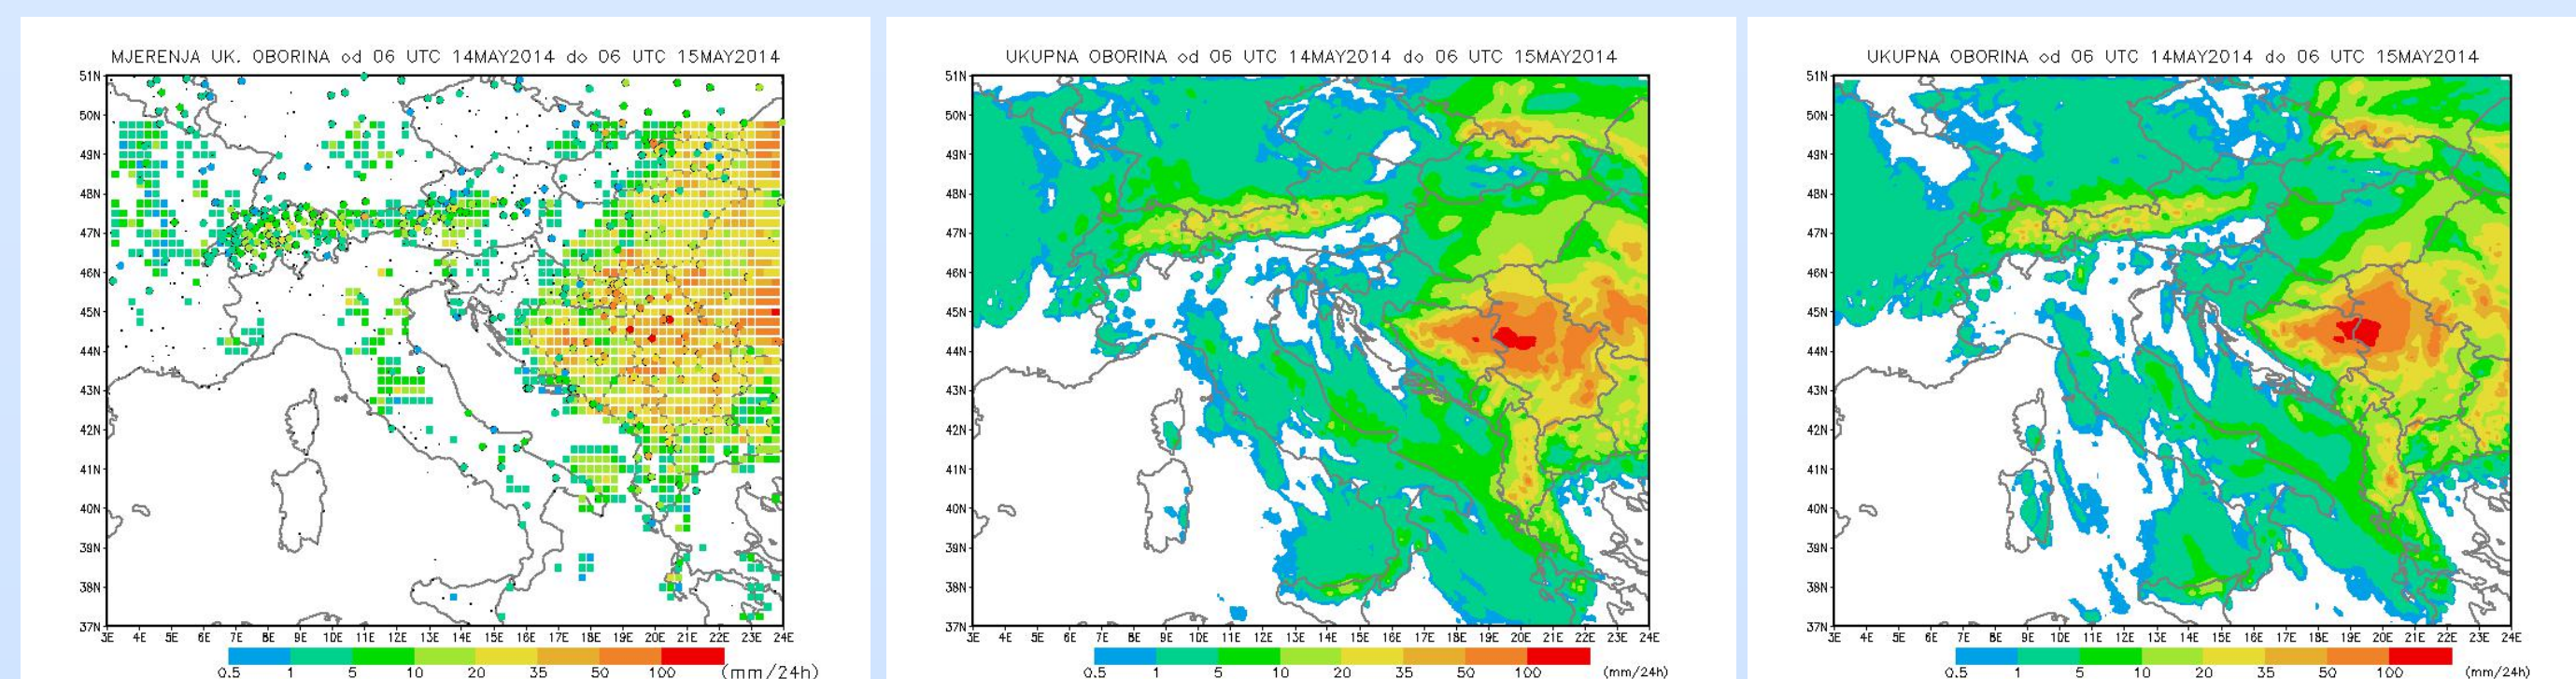 MJERENJA UK. OBORINA od 06 UTC 14MAY2014 do 06 UTC 15MAY2014
51N
50N
49N
48N
47N
46N
45N
44N
43N
42N
41N
40N
39N
38N
37N
3E 4E 5E 6E 7E 8E 9E 10E 11E 12E 13E 14E 15E 16E 17E 18E 19E 20E 21E 22E 23E 24E
0.5 1 5 10 20 35 50 100 (mm/24h)
UKUPNA OBORINA od 06 UTC 14MAY2014 do 06 UTC 15MAY2014
51N
50N
49N
48N
47N
46N
45N
44N
43N
42N
41N
40N
39N
38N
37N
3E 4E 5E 6E 7E 8E 9E 10E 11E 12E 13E 14E 15E 16E 17E 18E 19E 20E 21E 22E 23E 24E
0.5 1 5 10 20 35 50 100 (mm/24h)
UKUPNA OBORINA od 06 UTC 14MAY2014 do 06 UTC 15MAY2014
51N
50N
49N
48N
47N
46N
45N
44N
43N
42N
41N
40N
39N
38N
37N
3E 4E 5E 6E 7E 8E 9E 10E 11E 12E 13E 14E 15E 16E 17E 18E 19E 20E 21E 22E 23E 24E
0.5 1 5 10 20 35 50 100 (mm/24h)